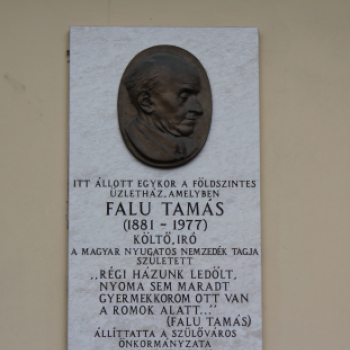 ITT ÁLLOTT EGYKOR A FÖLDSZINTES
ÜZLETHÁZ, AMELYBEN
FALU TAMÁS
(1881 - 1977)
KÖLTŐ, IRÓ
A MAGYAR NYUGATOS NEMZEDÉK TAGJA
SZÜLETETT
,,RÉGI HÁZUNK LEDŐLT,
NYOMA SEM MARADT
GYERMEKKOROM OTT VAN
A ROMOK ALATT..."
(FALU TAMÁS)
ÁLLÍTTATTA A SZÜLŐVÁROS
ÖNKORMÁNYZATA